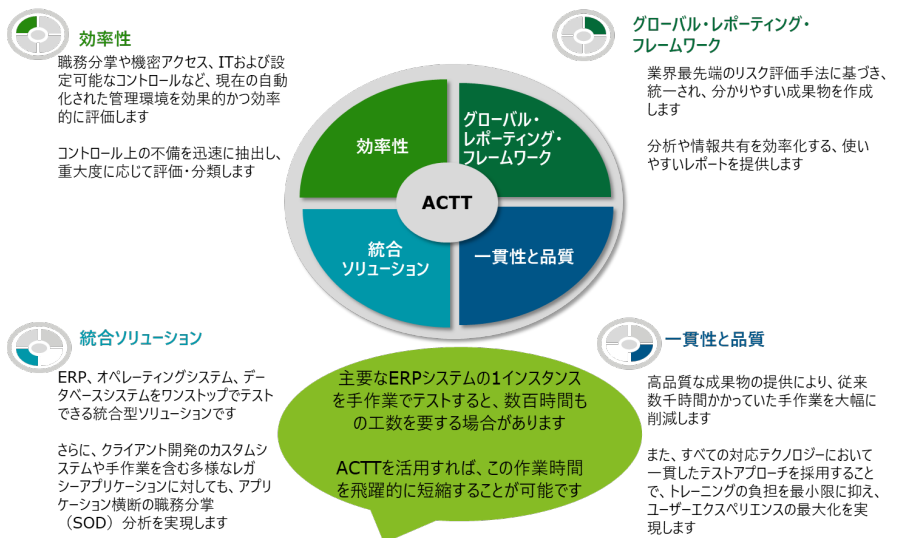 効率性
職務分掌や機密アクセス、ITおよび設
定可能なコントロールなど、現在の自動
化された管理環境を効果的かつ効率
的に評価します
コントロール上の不備を迅速に抽出し、
重大度に応じて評価・分類します
グローバル・レポーティング・
フレームワーク
業界最先端のリスク評価手法に基づき、
統一され、分かりやすい成果物を作成
します
分析や情報共有を効率化する、使い
やすいレポートを提供します
効率性
グローバル・
レポーティング・
フレームワーク
ACTT
統合
ソリューション
一貫性と品質
統合ソリューション
ERP、オペレーティングシステム、デー
タベースシステムをワンストップでテスト
できる統合型ソリューションです
さらに、クライアント開発のカスタムシ
ステムや手作業を含む多様なレガ
シーアプリケーションに対しても、アプリ
ケーション横断の職務分掌
（SOD）分析を実現します
主要なERPシステムの1インスタンス
を手作業でテストすると、数百時間も
の工数を要する場合があります
ACTTを活用すれば、この作業時間
を飛躍的に短縮することが可能です
一貫性と品質
高品質な成果物の提供により、従来
数千時間かかっていた手作業を大幅に
削減します
また、すべての対応テクノロジーにおいて
一貫したテストアプローチを採用すること
で、トレーニングの負担を最小限に抑え、
ユーザーエクスペリエンスの最大化を実
現します